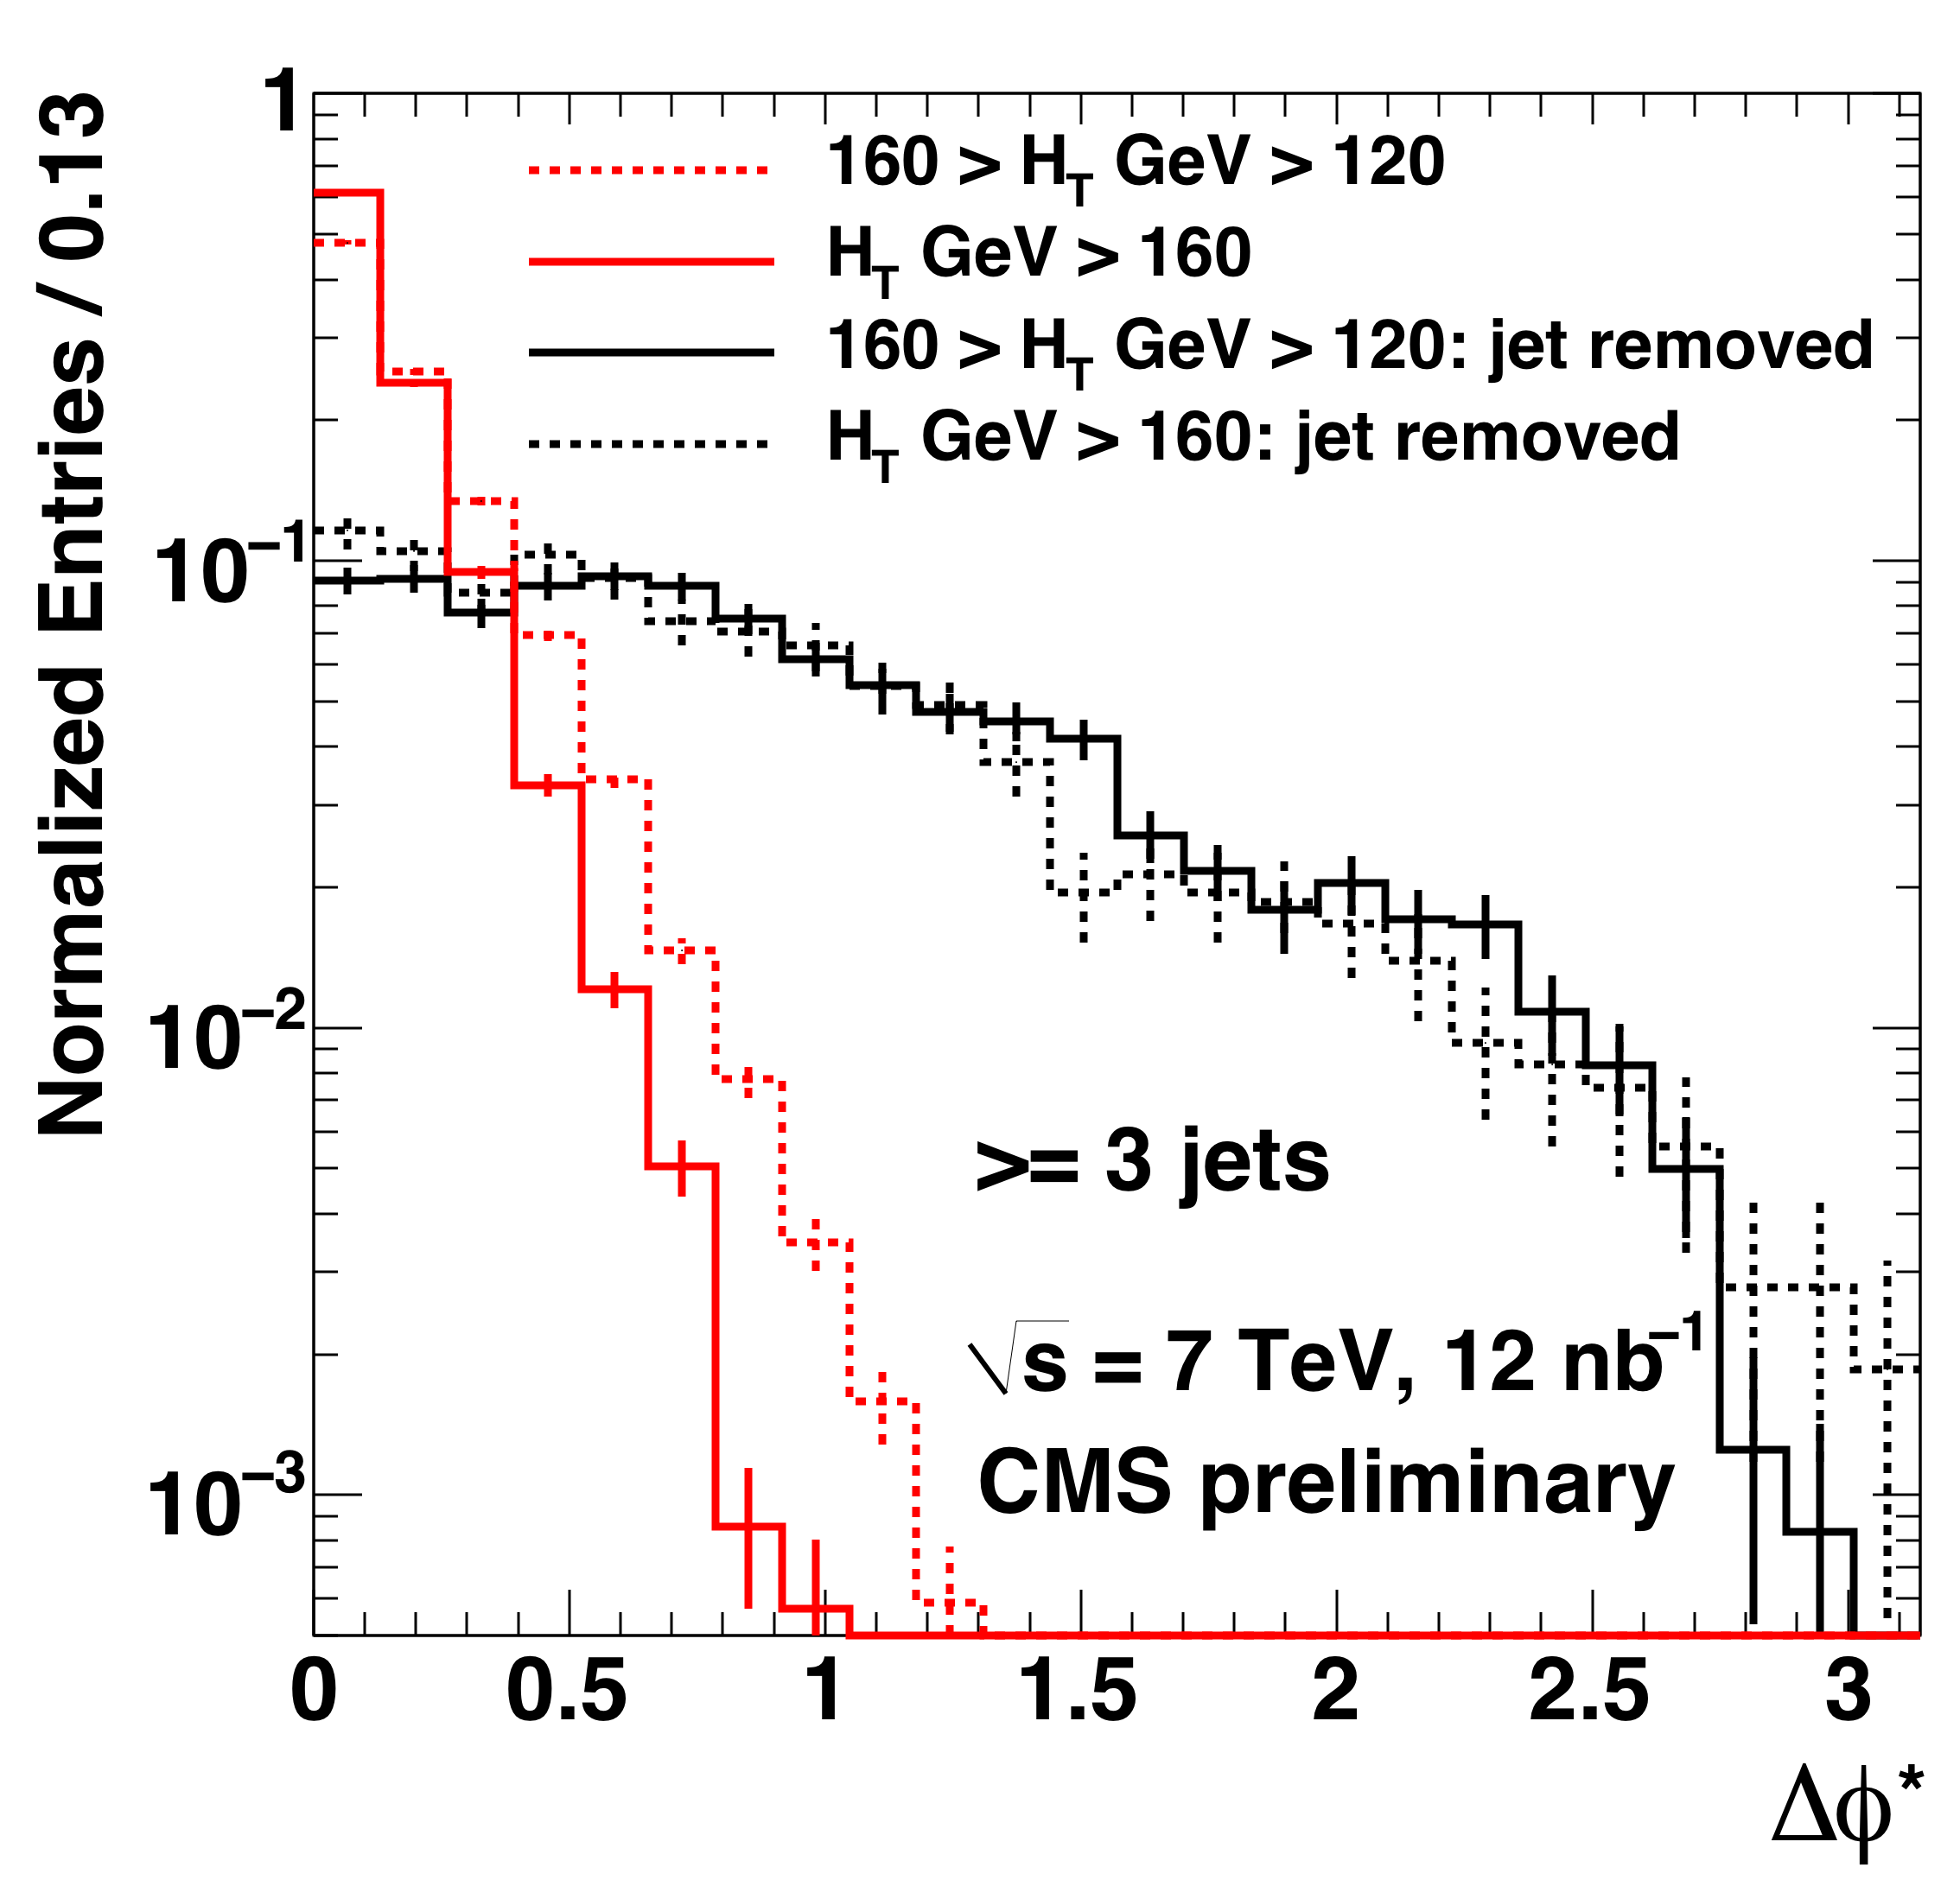 Normalized Entries / 0.13
1
10⁻¹
10⁻²
10⁻³
160 > H_T GeV > 120
H_T GeV > 160
160 > H_T GeV > 120: jet removed
H_T GeV > 160: jet removed
>= 3 jets
√s = 7 TeV, 12 nb⁻¹
CMS preliminary
0 0.5 1 1.5 2 2.5 3
Δϕ*